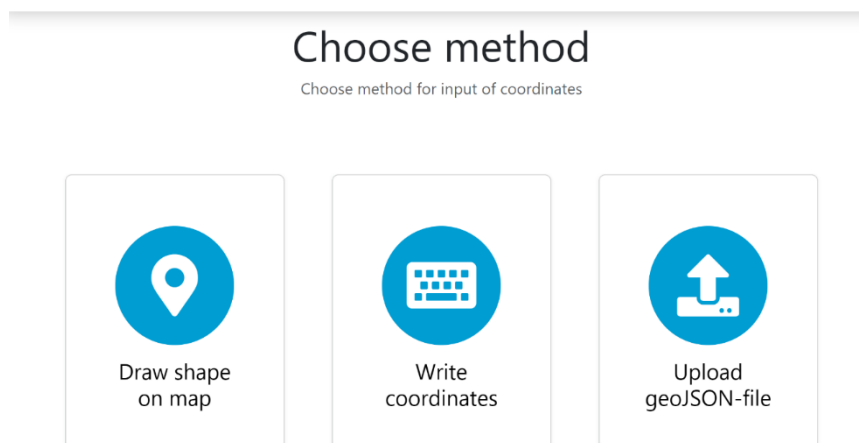 Choose method
Choose method for input of coordinates
Draw shape
on map
Write
coordinates
Upload
geoJSON-file